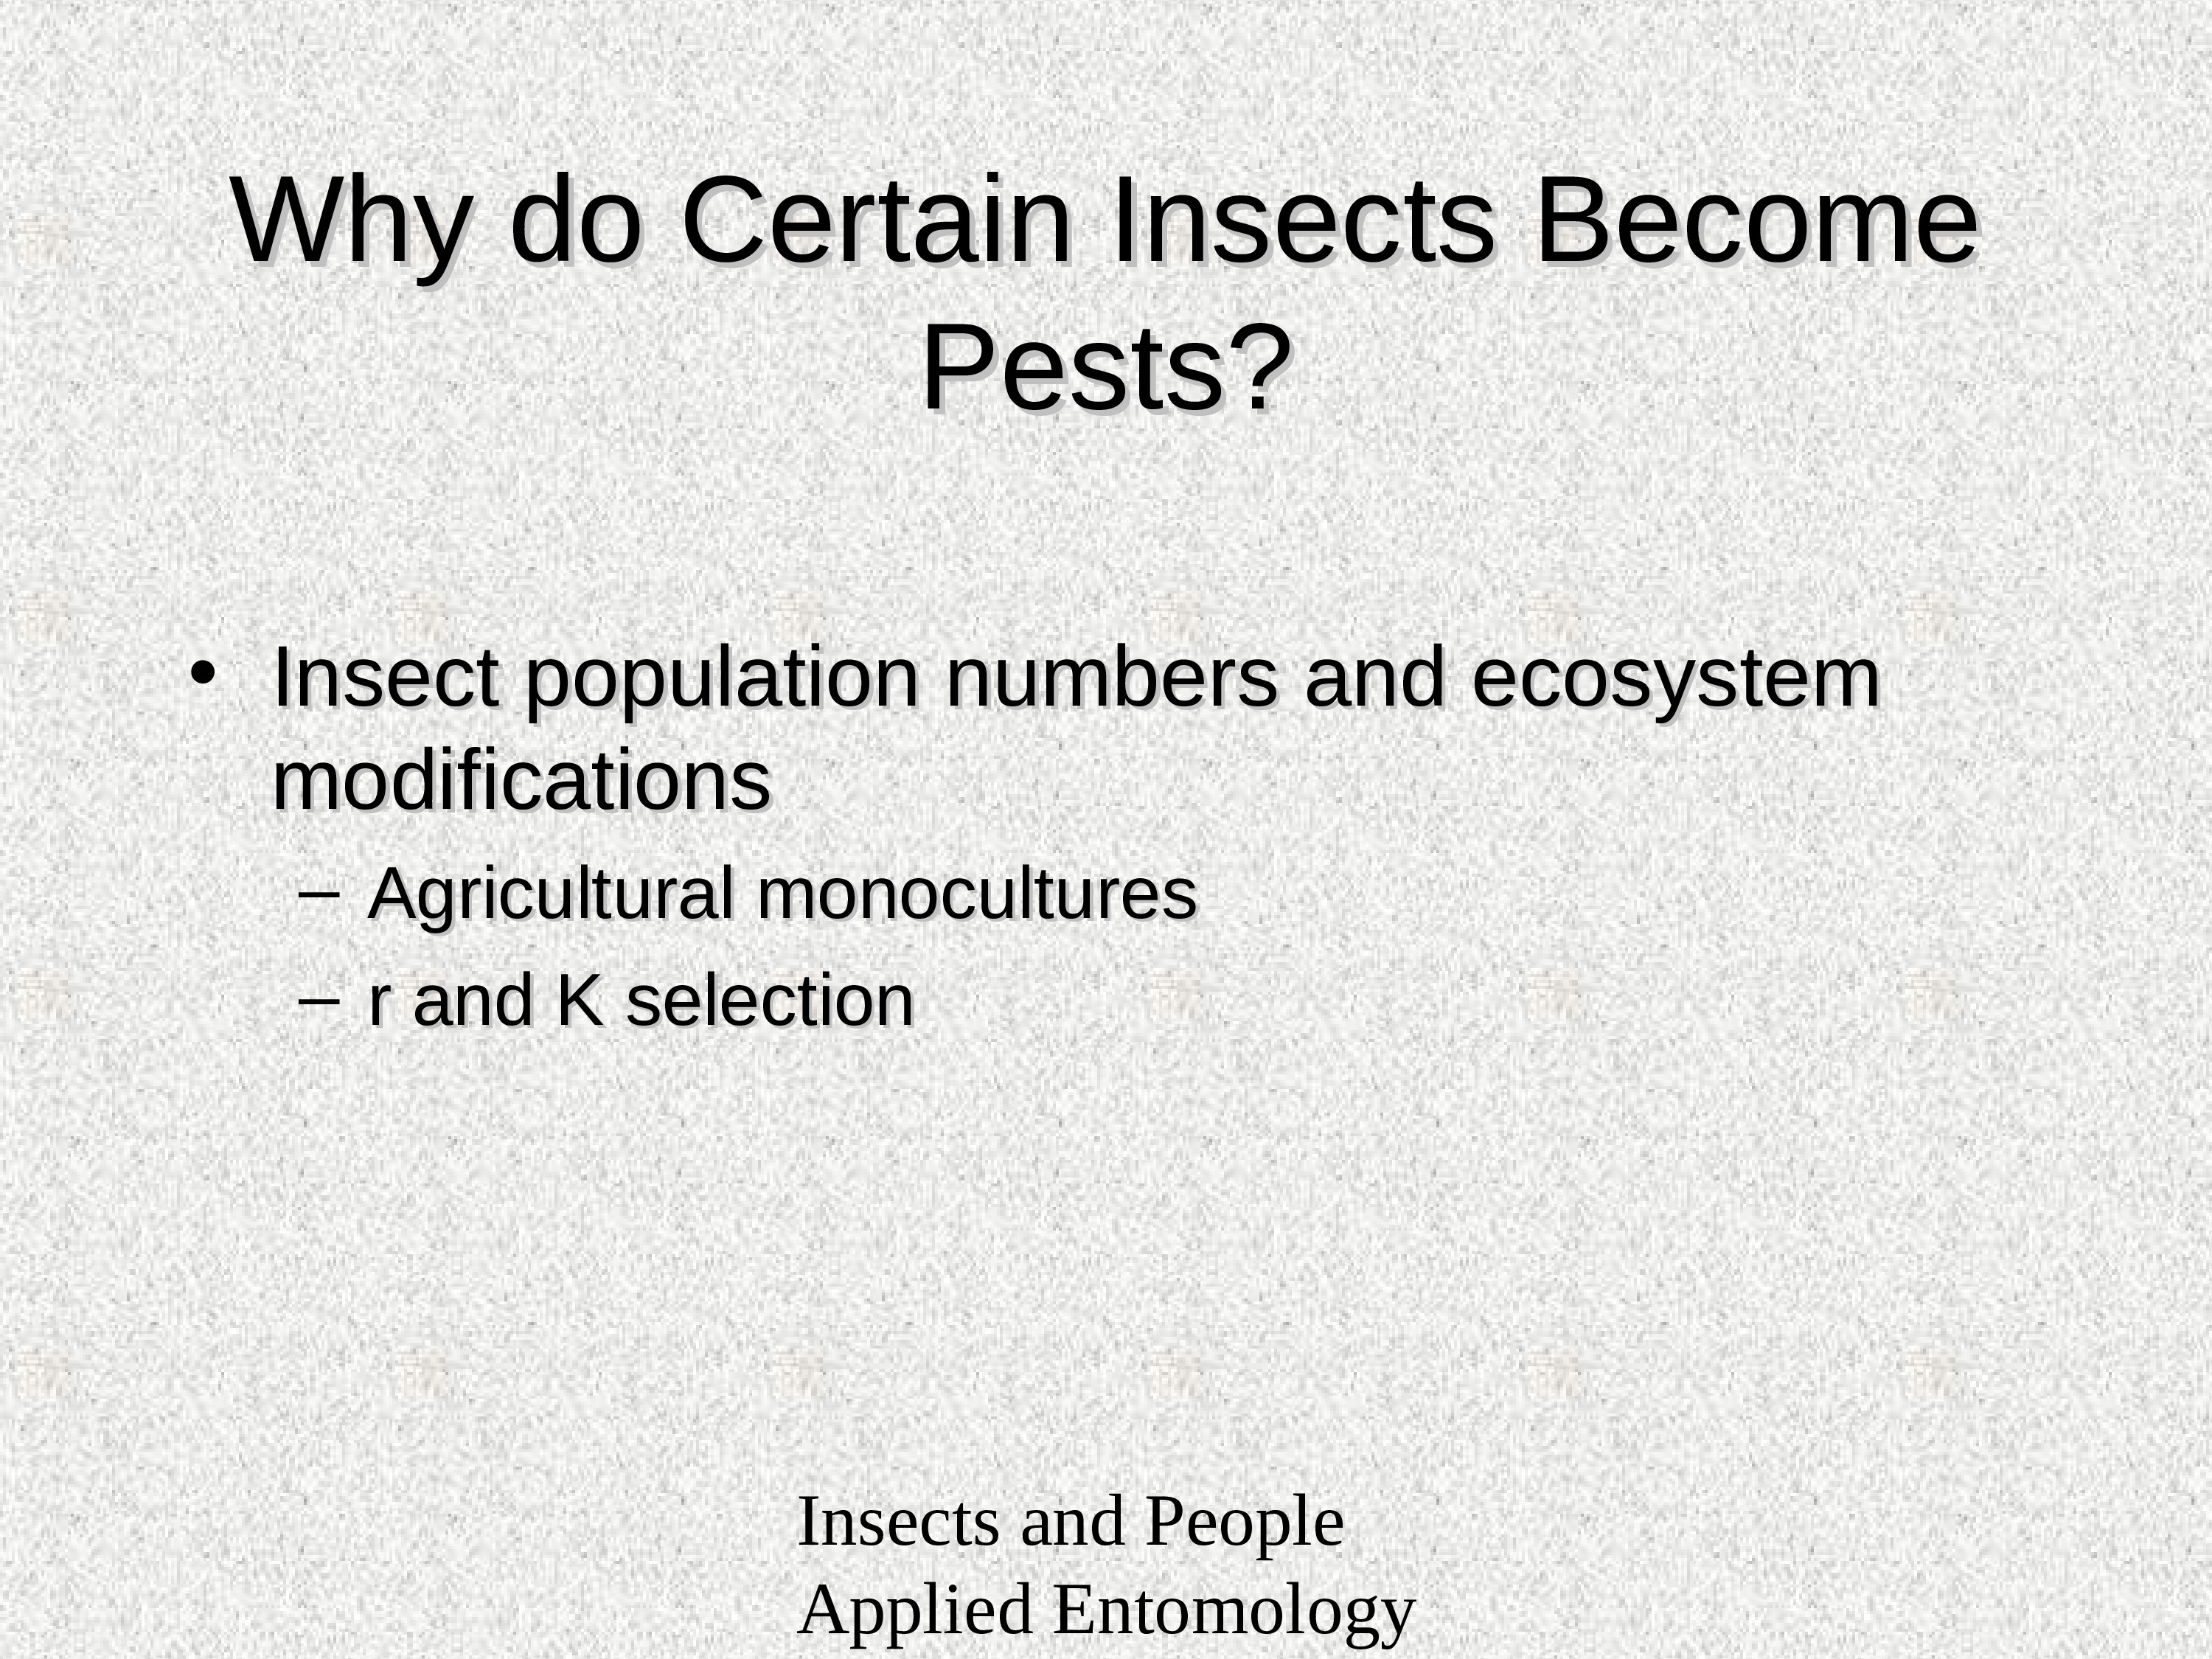 Why do Certain Insects Become
Pests?
• Insect population numbers and ecosystem
modifications
– Agricultural monocultures
– r and K selection
Insects and People
Applied Entomology